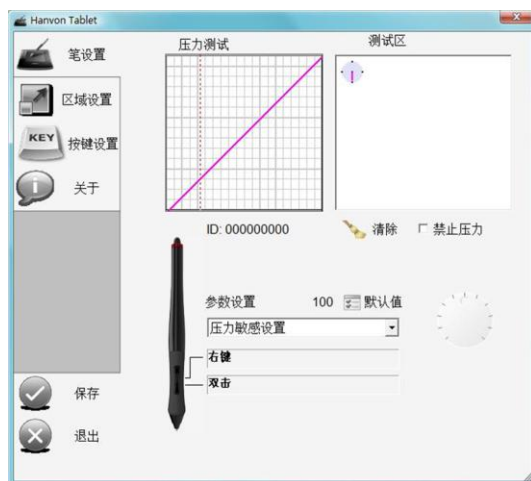 Hanvon Tablet
笔设置
区域设置
KEY
按键设置
关于
保存
退出
压力测试
测试区
ID: 000000000
清除
禁止压力
参数设置
100
默认值
压力敏感设置
右键
双击